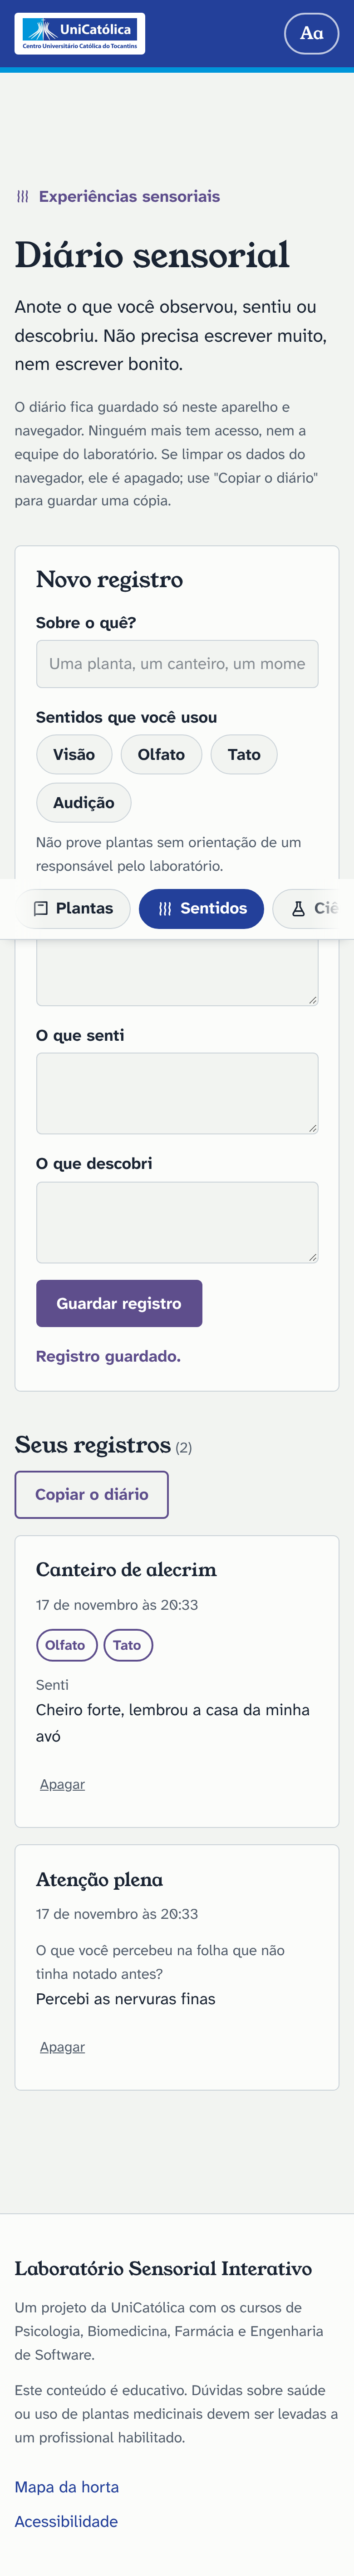 UniCatólica
Centro Universitário Católica do Tocantins
Aa
Experiências sensoriais
Diário sensorial
Anote o que você observou, sentiu ou
descobriu. Não precisa escrever muito,
nem escrever bonito.
O diário fica guardado só neste aparelho e
navegador. Ninguém mais tem acesso, nem a
equipe do laboratório. Se limpar os dados do
navegador, ele é apagado; use "Copiar o diário"
para guardar uma cópia.
Novo registro
Sobre o quê?
Uma planta, um canteiro, um mome
Sentidos que você usou
Visão Olfato Tato
Audição
Não prove plantas sem orientação de um
responsável pelo laboratório.
Plantas Sentidos Ciê
O que senti
O que descobri
Guardar registro
Registro guardado.
Seus registros (2)
Copiar o diário
Canteiro de alecrim
17 de novembro às 20:33
Olfato Tato
Senti
Cheiro forte, lembrou a casa da minha
avó
Apagar
Atenção plena
17 de novembro às 20:33
O que você percebeu na folha que não
tinha notado antes?
Percebi as nervuras finas
Apagar
Laboratório Sensorial Interativo
Um projeto da UniCatólica com os cursos de
Psicologia, Biomedicina, Farmácia e Engenharia
de Software.
Este conteúdo é educativo. Dúvidas sobre saúde
ou uso de plantas medicinais devem ser levadas a
um profissional habilitado.
Mapa da horta
Acessibilidade